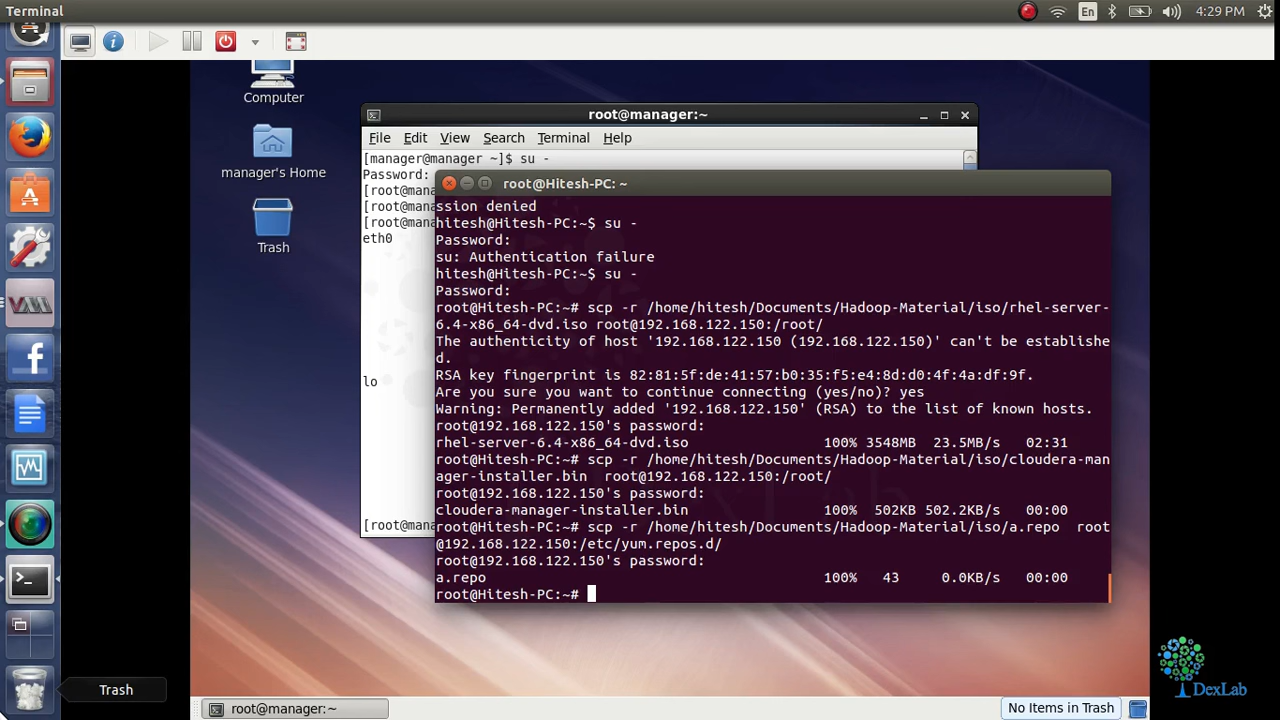 Terminal
En
4:29 PM
Computer
manager's Home
Trash
root@manager:~
File Edit View Search Terminal Help
[manager@manager ~]$ su -
Password:
[root@mana
[root@mana
[root@mana
eth0
lo
[root@mana
root@Hitesh-PC: ~
ssion denied
hitesh@Hitesh-PC:~$ su -
Password:
su: Authentication failure
hitesh@Hitesh-PC:~$ su -
Password:
root@Hitesh-PC:~# scp -r /home/hitesh/Documents/Hadoop-Material/iso/rhel-server-
6.4-x86_64-dvd.iso root@192.168.122.150:/root/
The authenticity of host '192.168.122.150 (192.168.122.150)' can't be establishe
d.
RSA key fingerprint is 82:81:5f:de:41:57:b0:35:f5:e4:8d:d0:4f:4a:df:9f.
Are you sure you want to continue connecting (yes/no)? yes
Warning: Permanently added '192.168.122.150' (RSA) to the list of known hosts.
root@192.168.122.150's password:
rhel-server-6.4-x86_64-dvd.iso 100% 3548MB 23.5MB/s 02:31
root@Hitesh-PC:~# scp -r /home/hitesh/Documents/Hadoop-Material/iso/cloudera-man
ager-installer.bin root@192.168.122.150:/root/
root@192.168.122.150's password:
cloudera-manager-installer.bin 100% 502KB 502.2KB/s 00:00
root@Hitesh-PC:~# scp -r /home/hitesh/Documents/Hadoop-Material/iso/a.repo root
@192.168.122.150:/etc/yum.repos.d/
root@192.168.122.150's password:
a.repo 100% 43 0.0KB/s 00:00
root@Hitesh-PC:~#
Trash
root@manager:~
No Items in Trash
DexLab